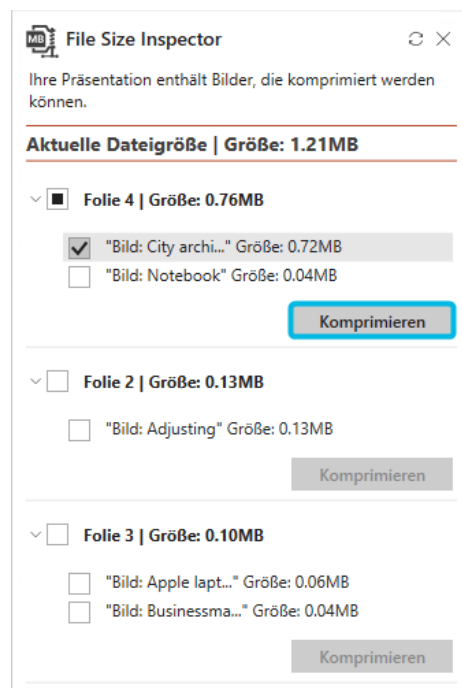 MB File Size Inspector
Ihre Präsentation enthält Bilder, die komprimiert werden
können.
Aktuelle Dateigröße | Größe: 1.21MB
Folie 4 | Größe: 0.76MB
"Bild: City archi..." Größe: 0.72MB
"Bild: Notebook" Größe: 0.04MB
Komprimieren
Folie 2 | Größe: 0.13MB
"Bild: Adjusting" Größe: 0.13MB
Komprimieren
Folie 3 | Größe: 0.10MB
"Bild: Apple lapt..." Größe: 0.06MB
"Bild: Businessma..." Größe: 0.04MB
Komprimieren